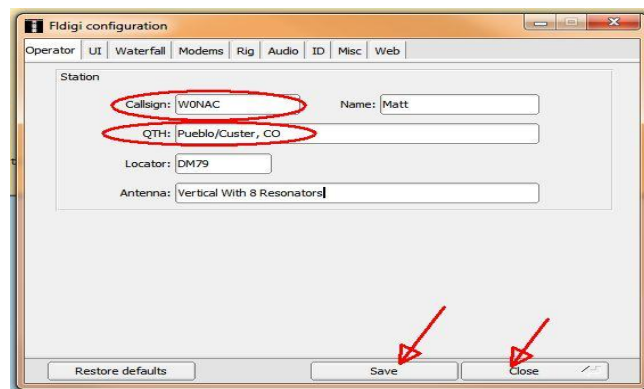 Fldigi configuration
Operator UI Waterfall Modems Rig Audio ID Misc Web
Station
Callsign: W0NAC Name: Matt
QTH: Pueblo/Custer, CO
Locator: DM79
Antenna: Vertical With 8 Resonators
Restore defaults Save Close